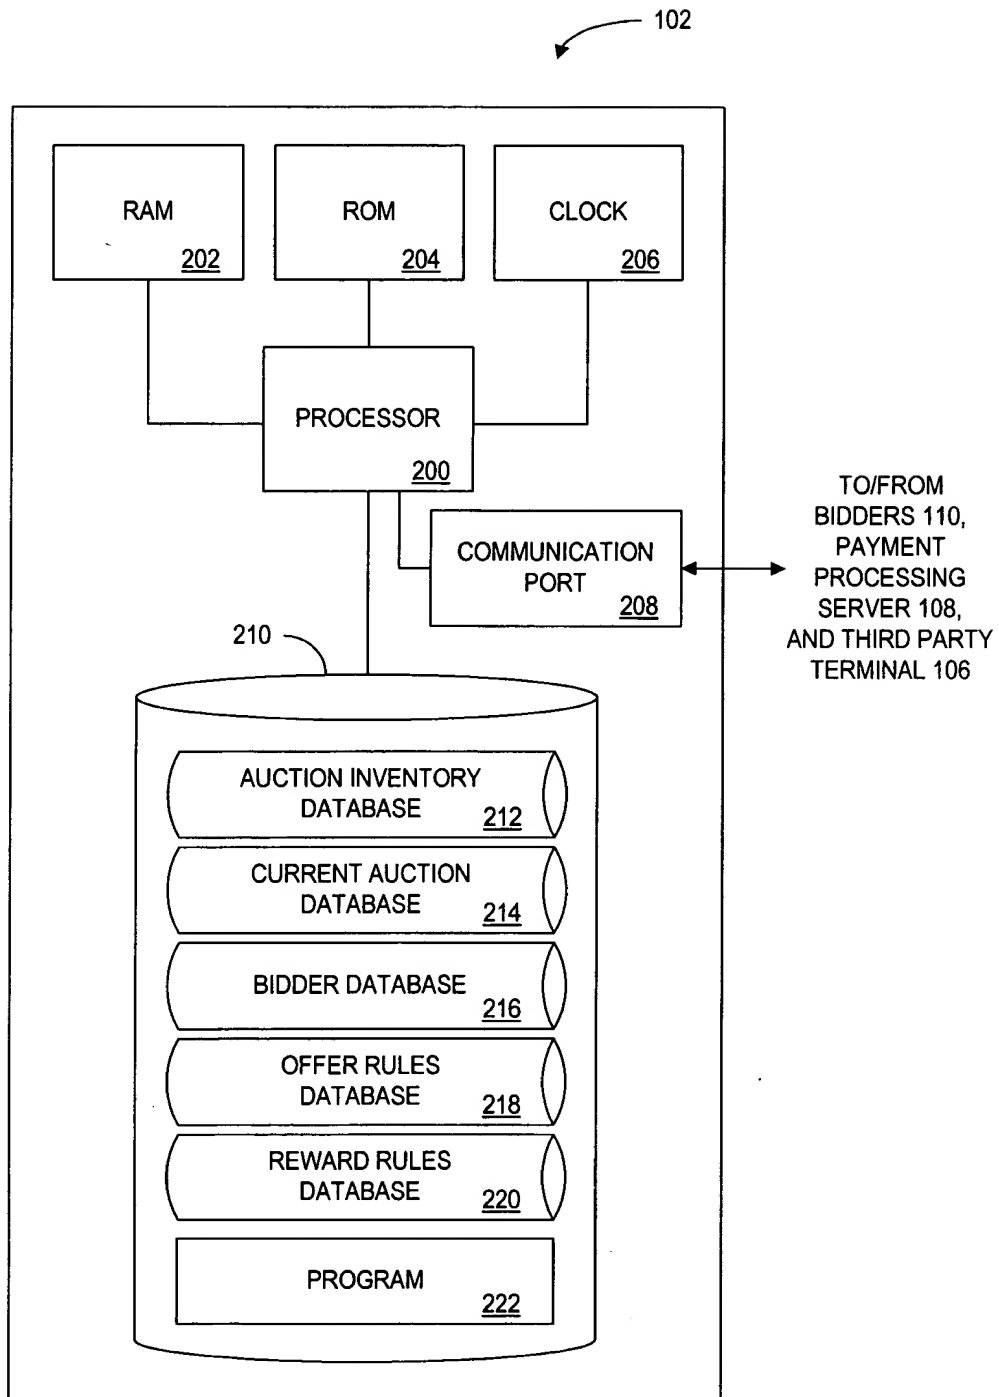 102
RAM
202
ROM
204
CLOCK
206
PROCESSOR
200
COMMUNICATION
PORT
208
TO/FROM
BIDDERS 110,
PAYMENT
PROCESSING
SERVER 108,
AND THIRD PARTY
TERMINAL 106
210
AUCTION INVENTORY
DATABASE
212
CURRENT AUCTION
DATABASE
214
BIDDER DATABASE
216
OFFER RULES
DATABASE
218
REWARD RULES
DATABASE
220
PROGRAM
222